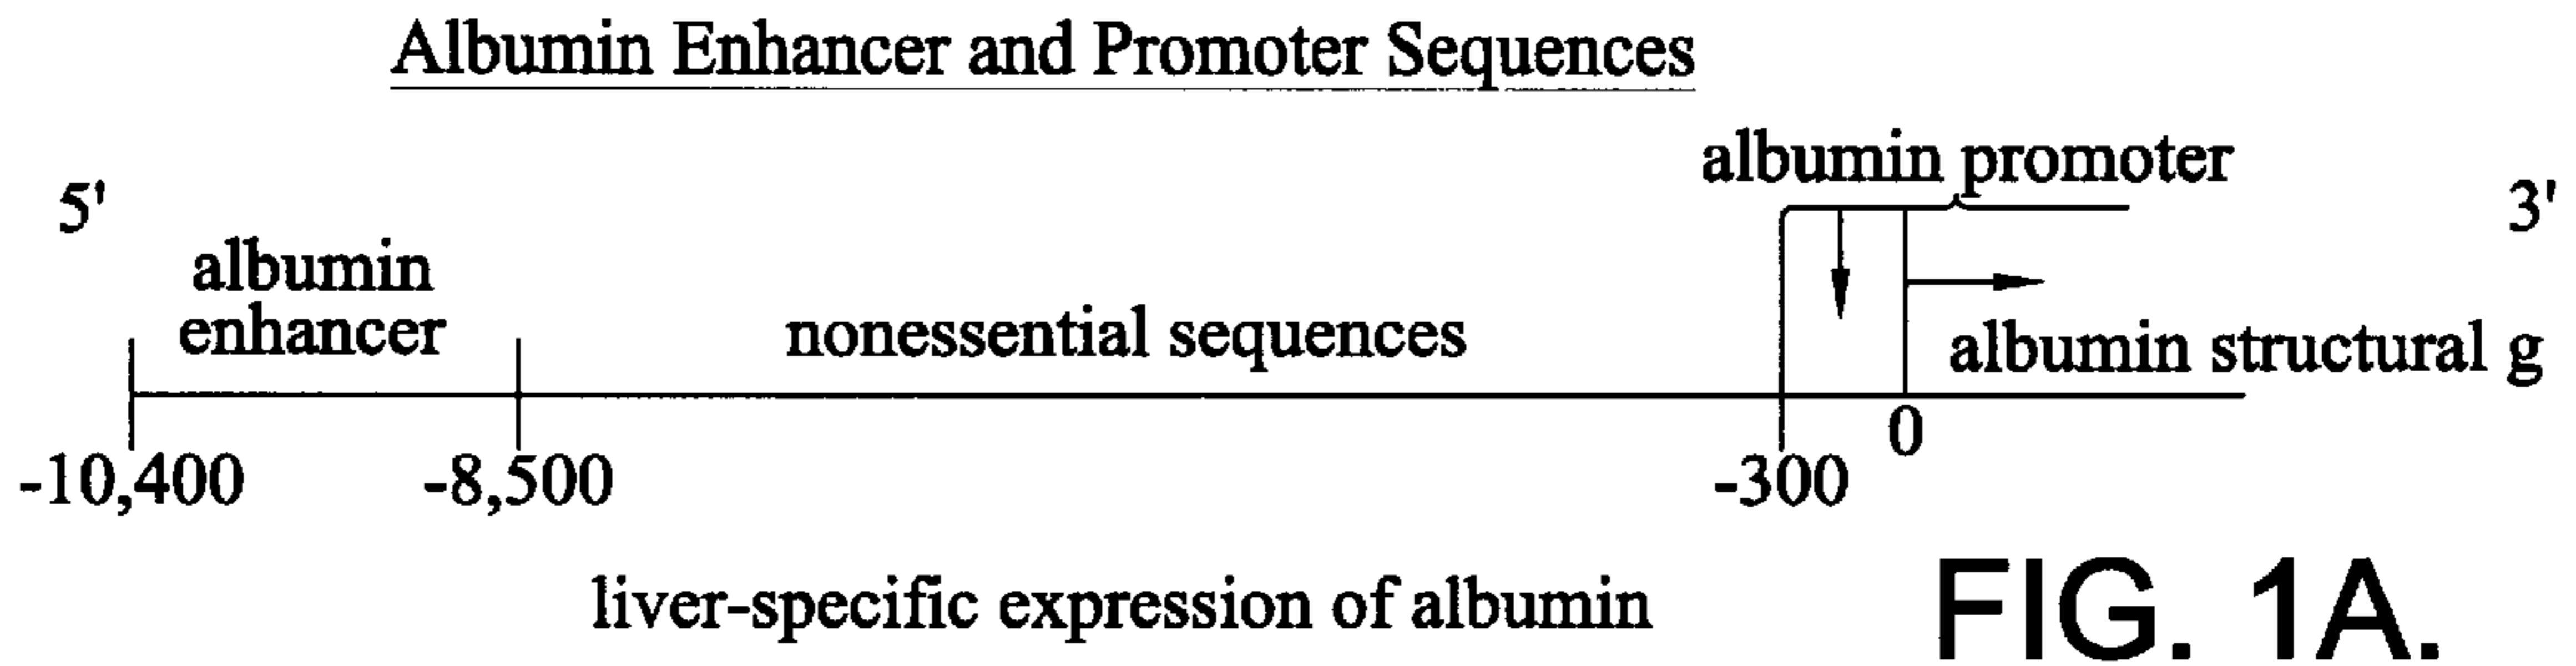 Albumin Enhancer and Promoter Sequences
albumin promoter
5'
3'
albumin
enhancer
nonessential sequences
albumin structural g
0
-10,400
-8,500
-300
liver-specific expression of albumin
FIG. 1A.